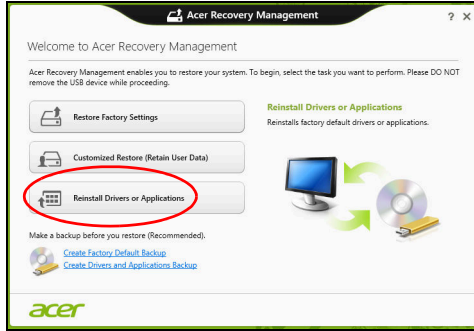 Acer Recovery Management
? X
Welcome to Acer Recovery Management
Acer Recovery Management enables you to restore your system. To begin, select the task you want to perform. Please DO NOT
remove the USB device while proceeding.
Restore Factory Settings
Customized Restore (Retain User Data)
Reinstall Drivers or Applications
Reinstall Drivers or Applications
Reinstalls factory default drivers or applications.
Make a backup before you restore (Recommended).
Create Factory Default Backup
Create Drivers and Applications Backup
acer